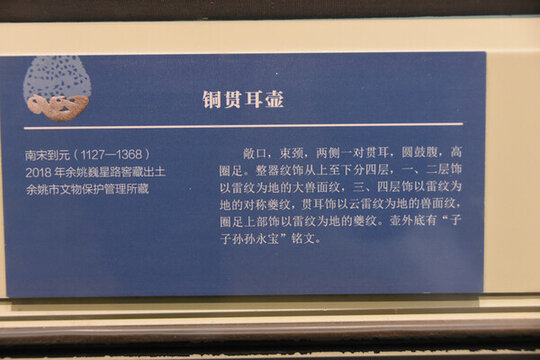 铜贯耳壶
南宋到元（1127—1368）
2018年余姚巍星路窖藏出土
余姚市文物保护管理所藏
敞口，束颈，两侧一对贯耳，圆鼓腹，高
圈足。整器纹饰从上至下分四层，一、二层饰
以雷纹为地的大兽面纹，三、四层饰以雷纹为
地的对称夔纹，贯耳饰以云雷纹为地的兽面纹，
圈足上部饰以雷纹为地的夔纹。壶外底有“子
子孙孙永宝”铭文。